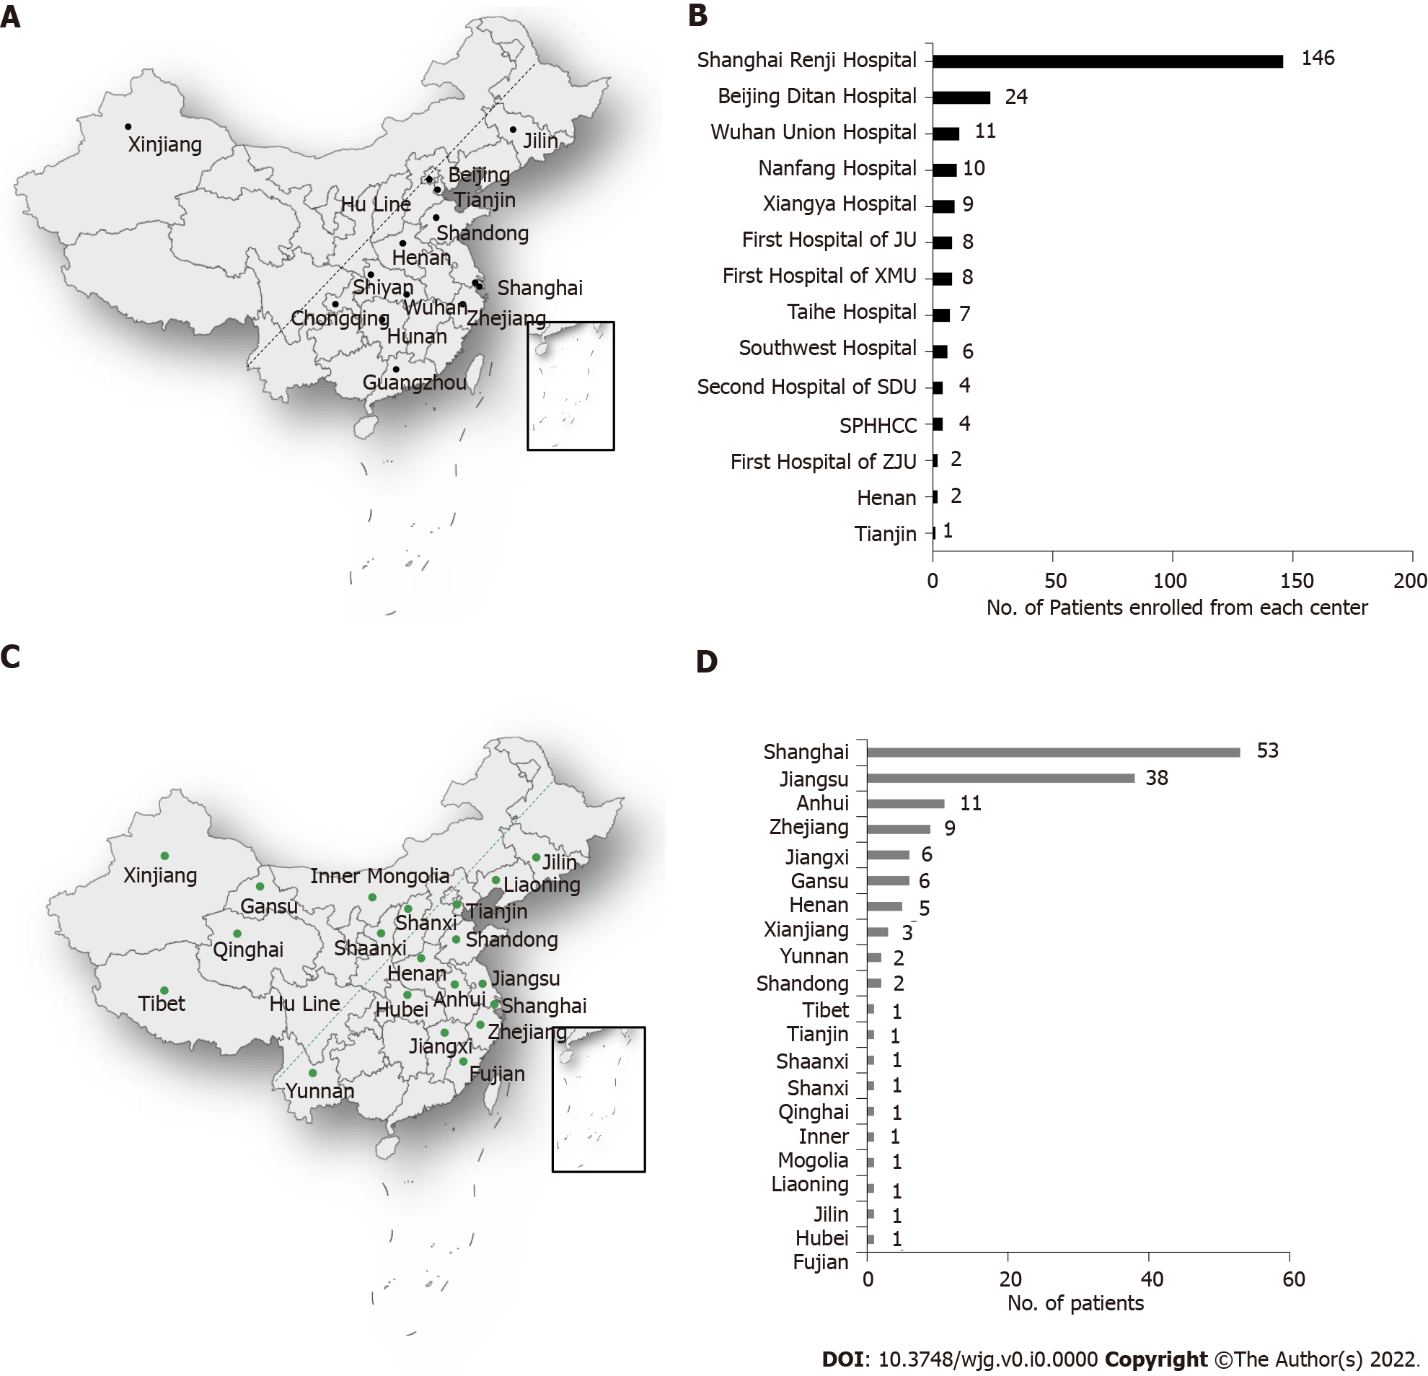 A
Xinjiang
Jilin
Beijing
Tianjin
Hu Line
Shandong
Henan
Shiyan
Shanghai
Wuhan
Chongqing
Zhejiang
Hunan
Guangzhou
B
Shanghai Renji Hospital 146
Beijing Ditan Hospital 24
Wuhan Union Hospital 11
Nanfang Hospital 10
Xiangya Hospital 9
First Hospital of JU 8
First Hospital of XMU 8
Taihe Hospital 7
Southwest Hospital 6
Second Hospital of SDU 4
SPHHCC 4
First Hospital of ZJU 2
Henan 2
Tianjin 1
0 50 100 150 200
No. of Patients enrolled from each center
C
Xinjiang
Jilin
Inner Mongolia
Liaoning
Gansu
Tianjin
Shanxi
Shandong
Shaanxi
Qinghai
Henan
Jiangsu
Tibet
Hu Line
Anhui
Shanghai
Hubei
Zhejiang
Jiangxi
Fujian
Yunnan
D
Shanghai 53
Jiangsu 38
Anhui 11
Zhejiang 9
Jiangxi 6
Gansu 6
Henan 5
Xianjiang 3
Yunnan 2
Shandong 2
Tibet 1
Tianjin 1
Shaanxi 1
Shanxi 1
Qinghai 1
Inner 1
Mogolia 1
Liaoning 1
Jilin 1
Hubei 1
Fujian
0 20 40 60
No. of patients
DOI: 10.3748/wjg.v0.i0.0000 Copyright ©The Author(s) 2022.